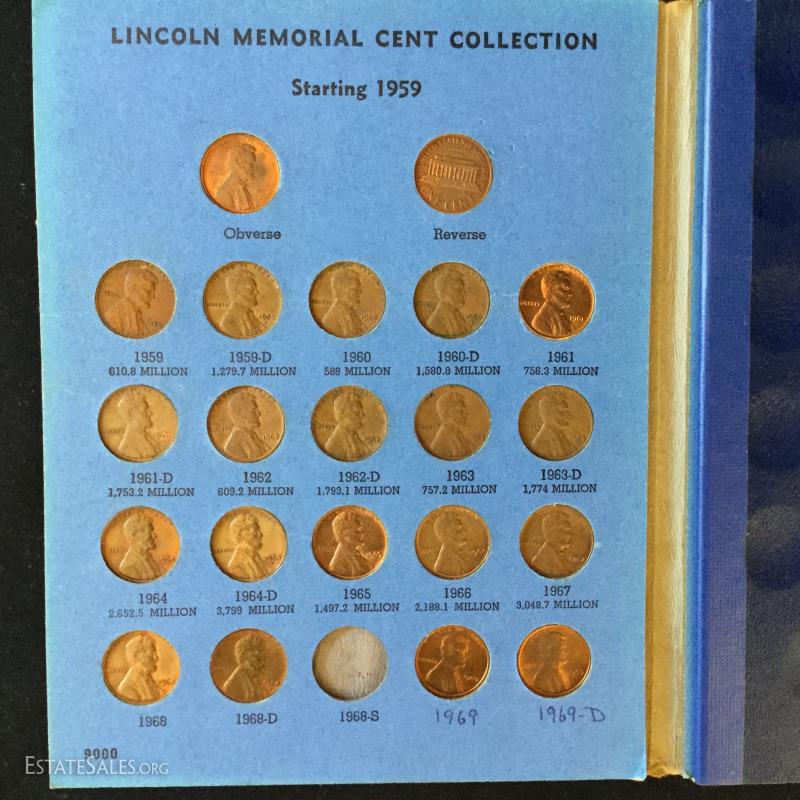 LINCOLN MEMORIAL CENT COLLECTION
Starting 1959
Obverse Reverse
1959 1959-D 1960 1960-D 1961
610.8 MILLION 1,279.7 MILLION 588 MILLION 1,580.8 MILLION 756.3 MILLION
1961-D 1962 1962-D 1963 1963-D
1,753.2 MILLION 609.2 MILLION 1,793.1 MILLION 757.2 MILLION 1,774 MILLION
1964 1964-D 1965 1966 1967
2,652.5 MILLION 3,799 MILLION 1,497.2 MILLION 2,188.1 MILLION 3,048.7 MILLION
1968 1968-D 1968-S 1969 1969-D
9000
ESTATESALES.ORG